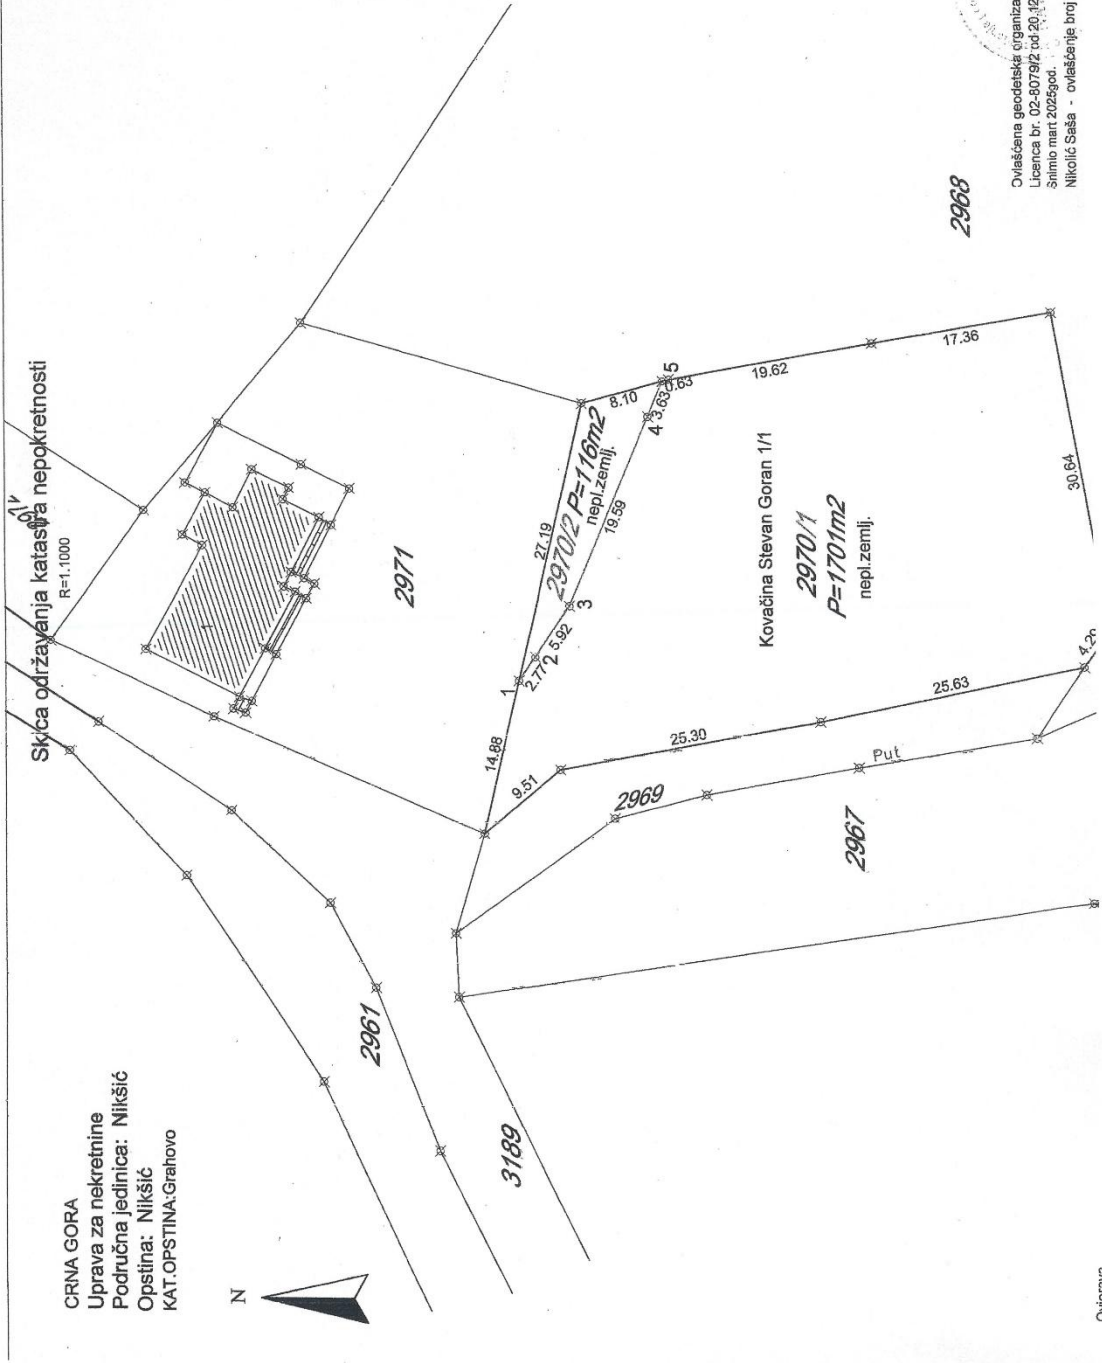 CRNA GORA
Uprava za nekretnine
Područna jedinica: Nikšić
Opstina: Nikšić
KAT.OPSTINA:Grahovo
Skica održavanja katastra nepokretnosti
R=1.1000
N
1
2971
2961
3189
14.88
1
27.19
2.77
2
5.92
3
2970/2 P=116m2
nepl.zemlj.
19.59
8.10
4
3.63
0.63
5
9.51
25.30
25.63
19.62
17.36
30.64
4.20
Kovačina Stevan Goran 1/1
2970/1
P=1701m2
nepl.zemlj.
2969
Put
2967
2968
Ovlašćena geodetska organiza
Licenca br. 02-8079/2 od 20.12
Snimio mart 2025god.
Nikolić Saša - ovlašćenje broj